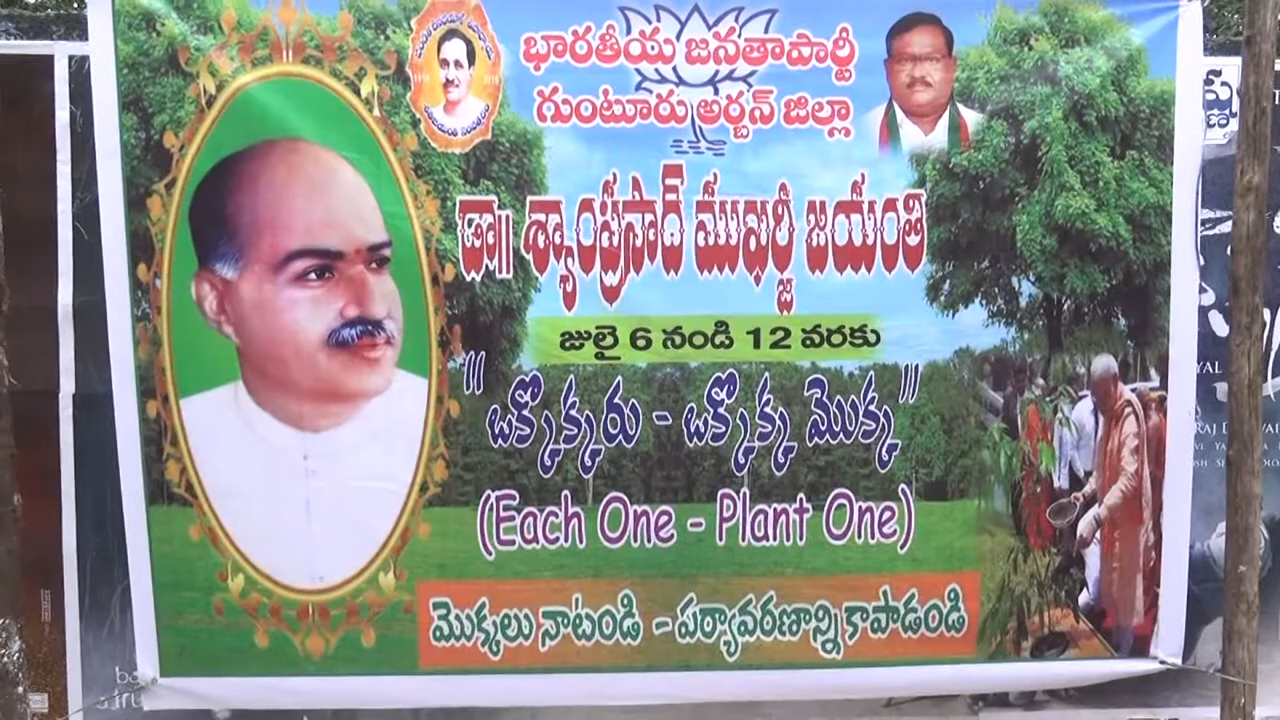 భారతీయ జనతాపార్టీ
గుంటూరు అర్బన్ జిల్లా
డా|| శ్యాంప్రసాద్ ముఖర్జీ జయంతి
జులై 6 నండి 12 వరకు
"ఒక్కొక్కరు - ఒక్కొక్క మొక్క"
(Each One - Plant One)
మొక్కలు నాటండి - పర్యావరణాన్ని కాపాడండి